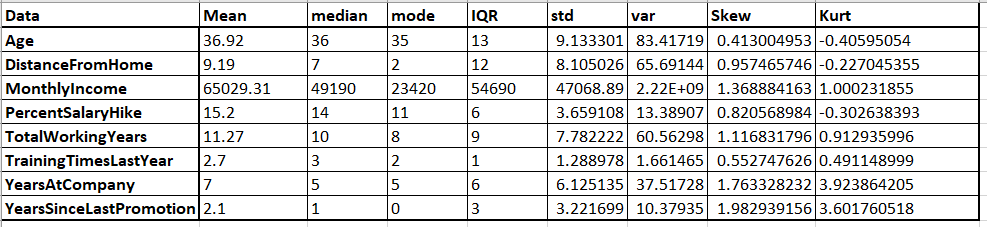 Data Mean median mode IQR std var Skew Kurt
Age 36.92 36 35 13 9.133301 83.41719 0.413004953 -0.40595054
DistanceFromHome 9.19 7 2 12 8.105026 65.69144 0.957465746 -0.227045355
MonthlyIncome 65029.31 49190 23420 54690 47068.89 2.22E+09 1.368884163 1.000231855
PercentSalaryHike 15.2 14 11 6 3.659108 13.38907 0.820568984 -0.302638393
TotalWorkingYears 11.27 10 8 9 7.782222 60.56298 1.116831796 0.912935996
TrainingTimesLastYear 2.7 3 2 1 1.288978 1.661465 0.552747626 0.491148999
YearsAtCompany 7 5 5 6 6.125135 37.51728 1.763328232 3.923864205
YearsSinceLastPromotion 2.1 1 0 3 3.221699 10.37935 1.982939156 3.601760518